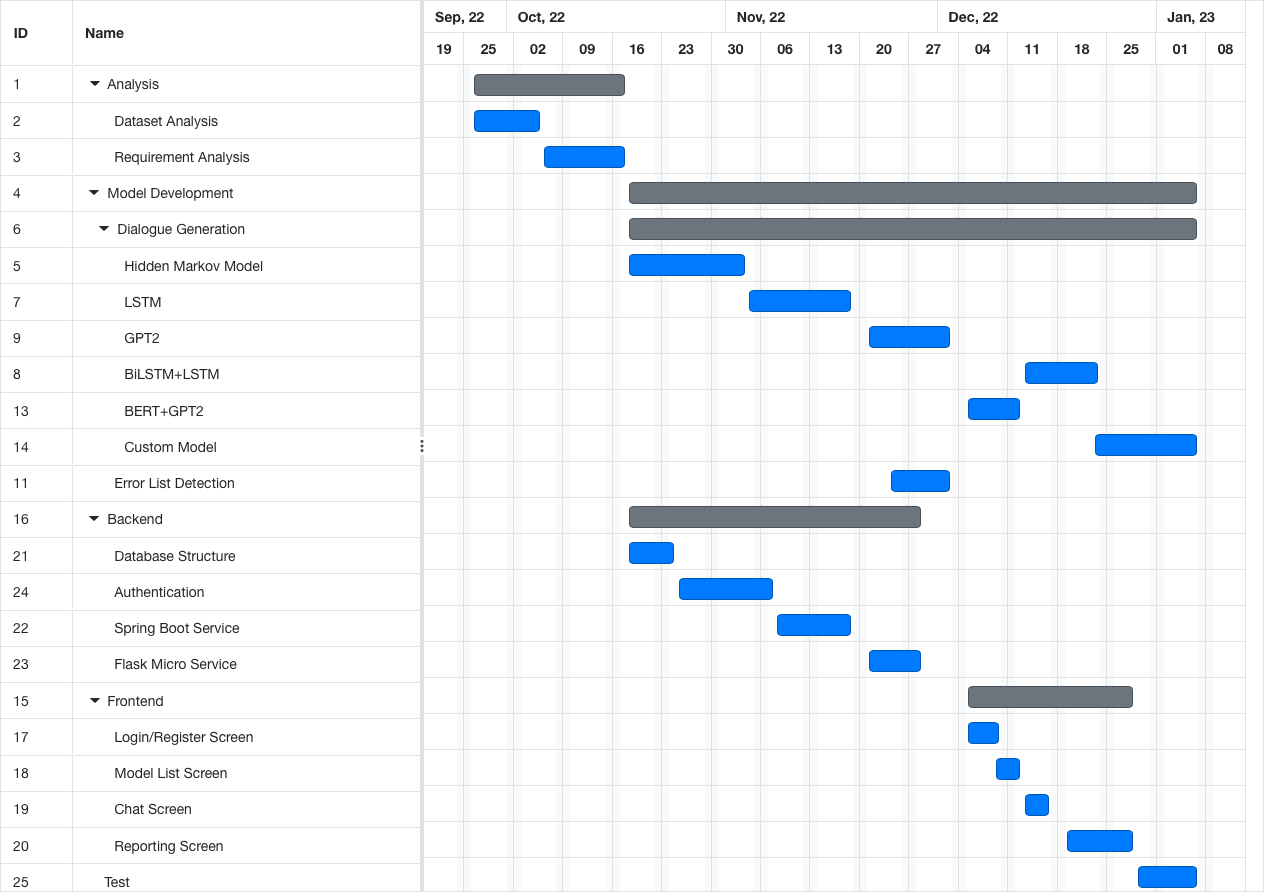 ID Name Sep, 22 Oct, 22 Nov, 22 Dec, 22 Jan, 23
19 25 02 09 16 23 30 06 13 20 27 04 11 18 25 01 08
1 Analysis
2 Dataset Analysis
3 Requirement Analysis
4 Model Development
6 Dialogue Generation
5 Hidden Markov Model
7 LSTM
9 GPT2
8 BiLSTM+LSTM
13 BERT+GPT2
14 Custom Model
11 Error List Detection
16 Backend
21 Database Structure
24 Authentication
22 Spring Boot Service
23 Flask Micro Service
15 Frontend
17 Login/Register Screen
18 Model List Screen
19 Chat Screen
20 Reporting Screen
25 Test